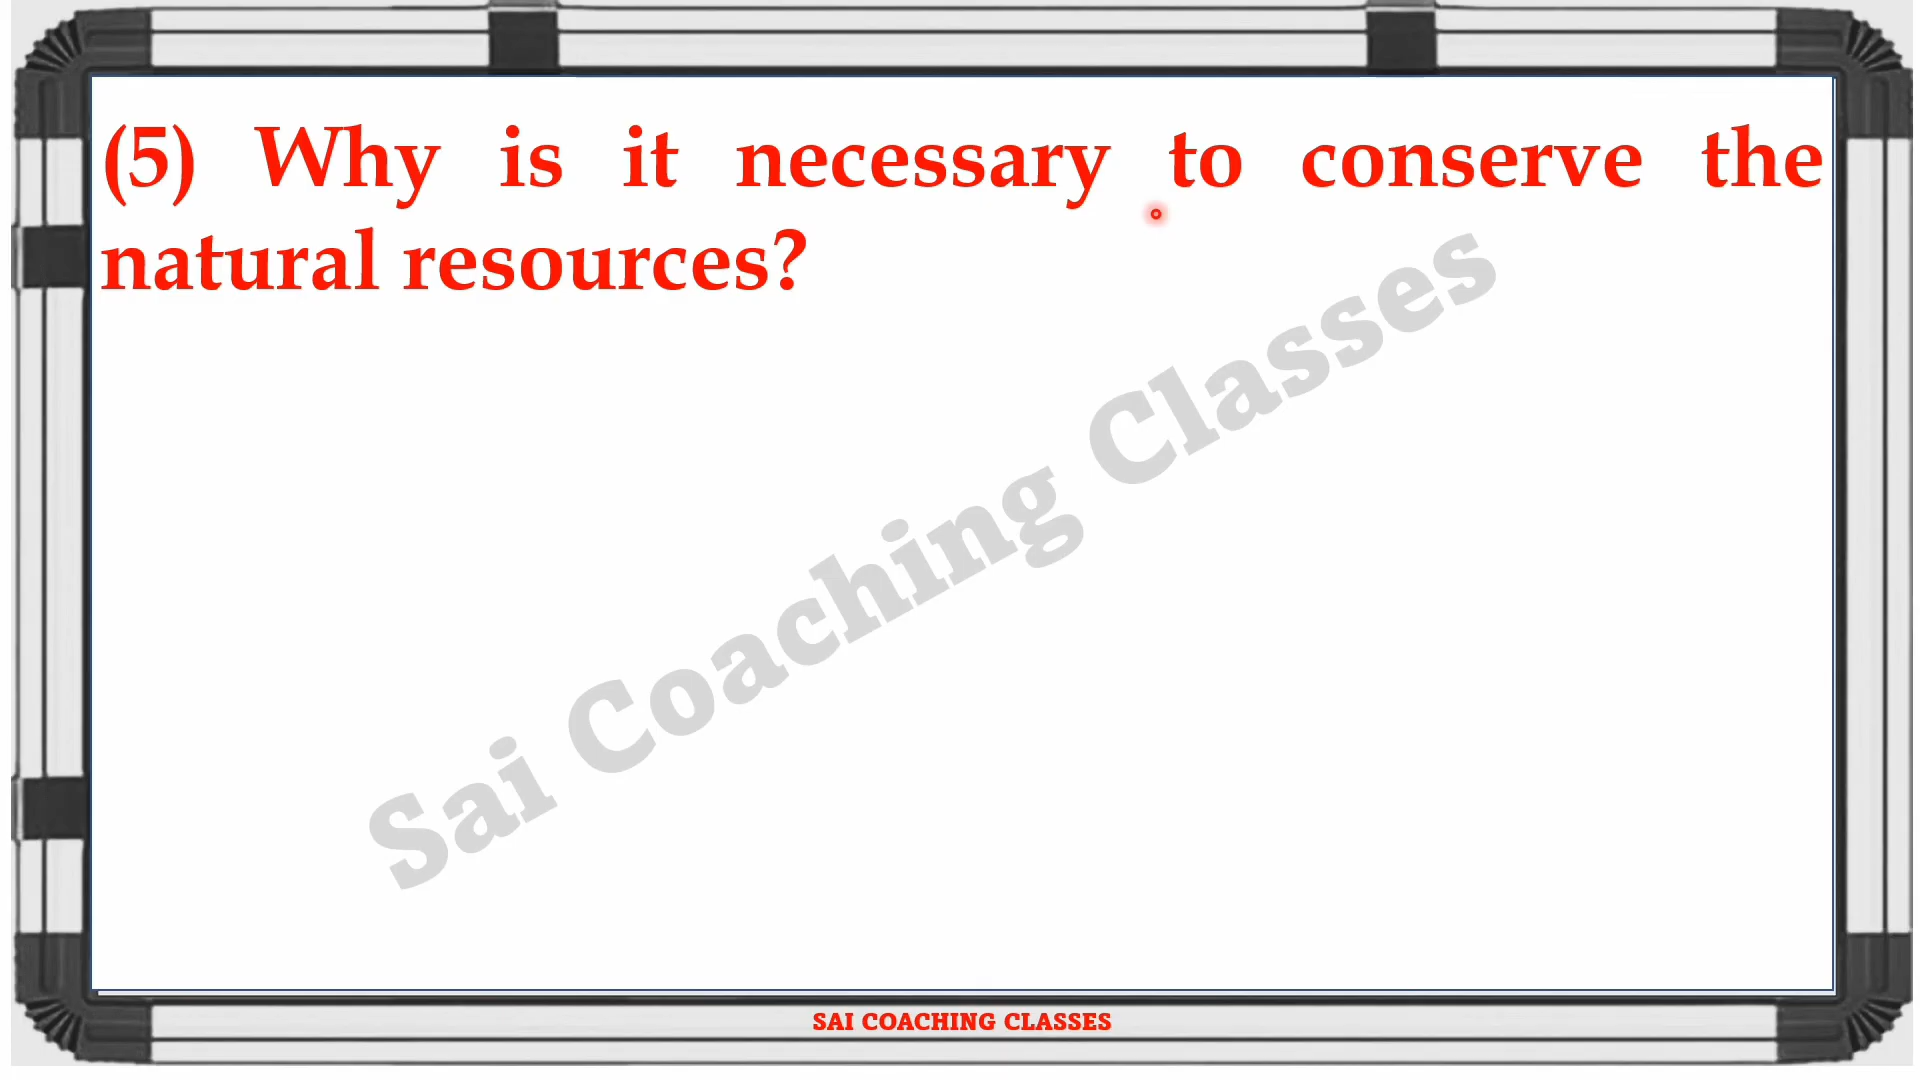 (5) Why is it necessary to conserve the
natural resources?
Sai Coaching Classes
SAI COACHING CLASSES